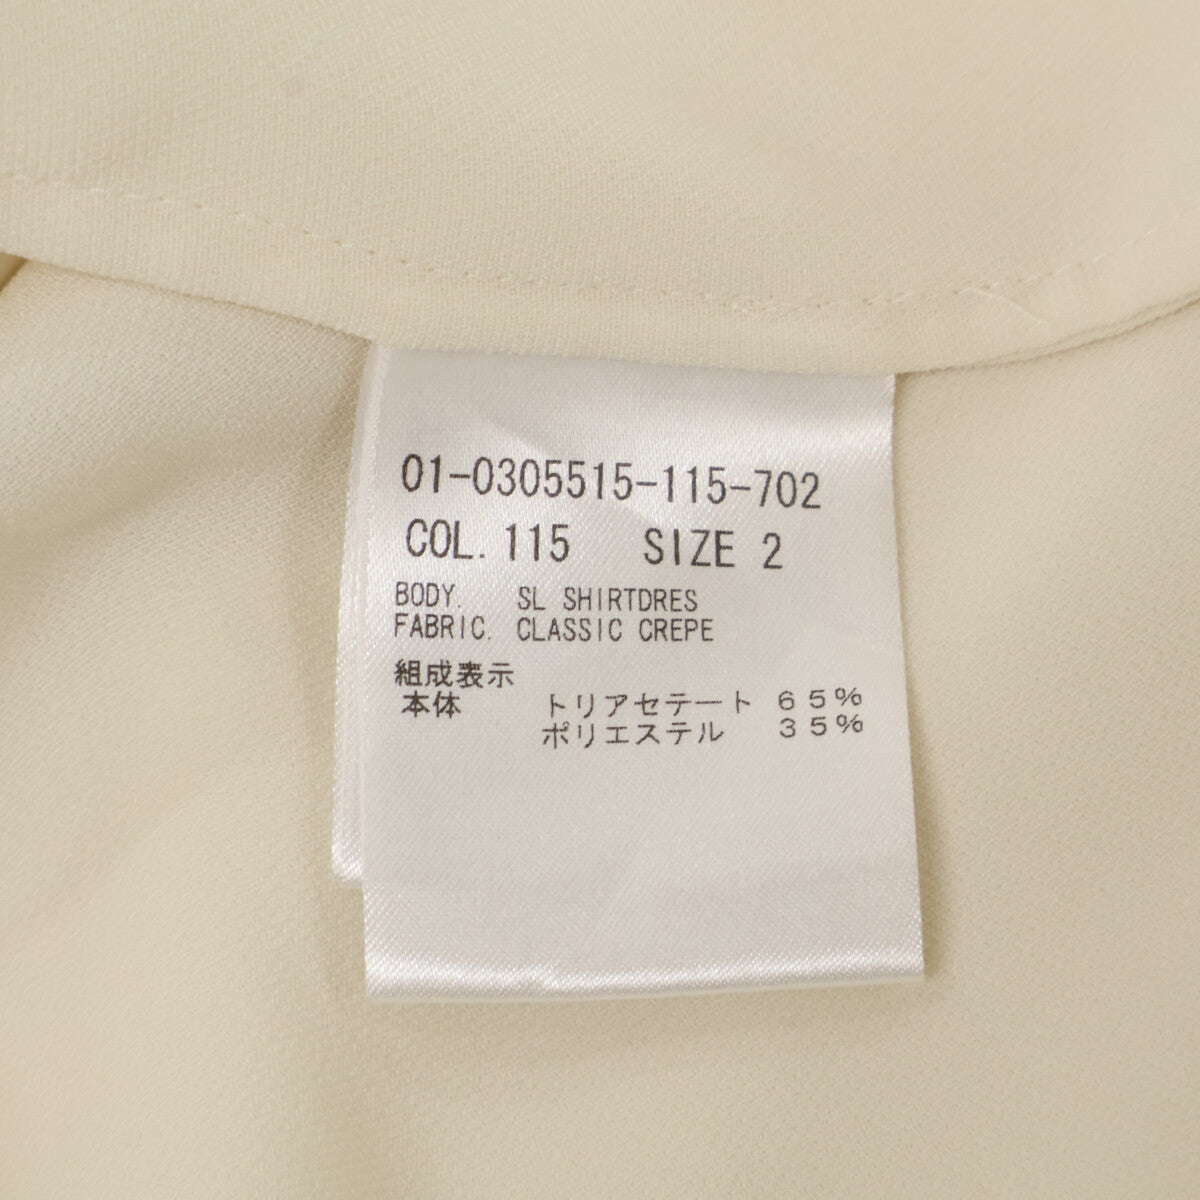 01-0305515-115-702
COL. 115 SIZE 2
BODY. SL SHIRTDRES
FABRIC. CLASSIC CREPE
組成表示
本体 トリアセテート 65%
ポリエステル 35%